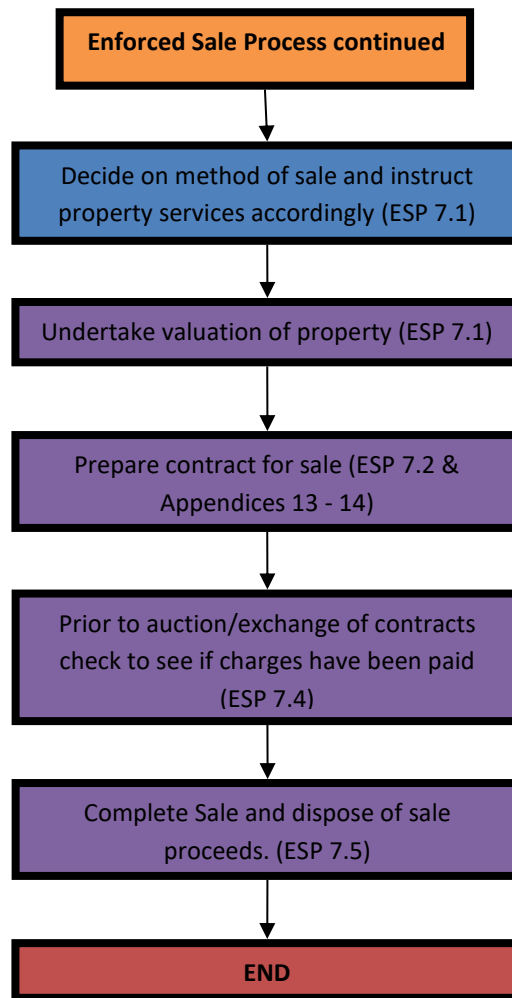 Enforced Sale Process continued
Decide on method of sale and instruct
property services accordingly (ESP 7.1)
Undertake valuation of property (ESP 7.1)
Prepare contract for sale (ESP 7.2 &
Appendices 13 - 14)
Prior to auction/exchange of contracts
check to see if charges have been paid
(ESP 7.4)
Complete Sale and dispose of sale
proceeds. (ESP 7.5)
END